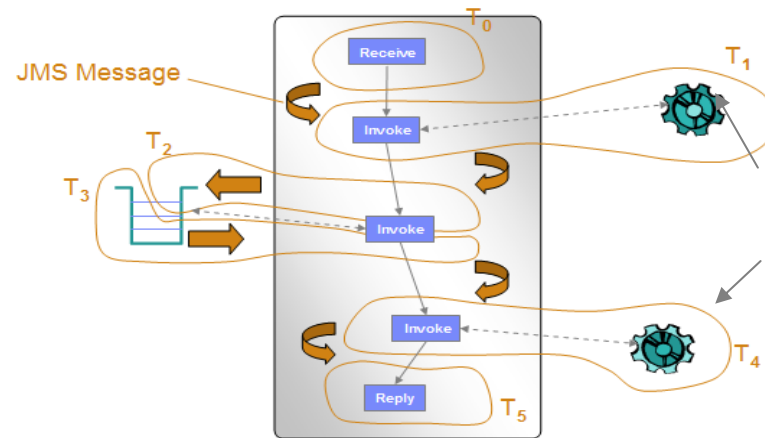 T0
Receive
JMS Message
T1
Invoke
T2
T3
Invoke
Invoke
T4
Reply
T5